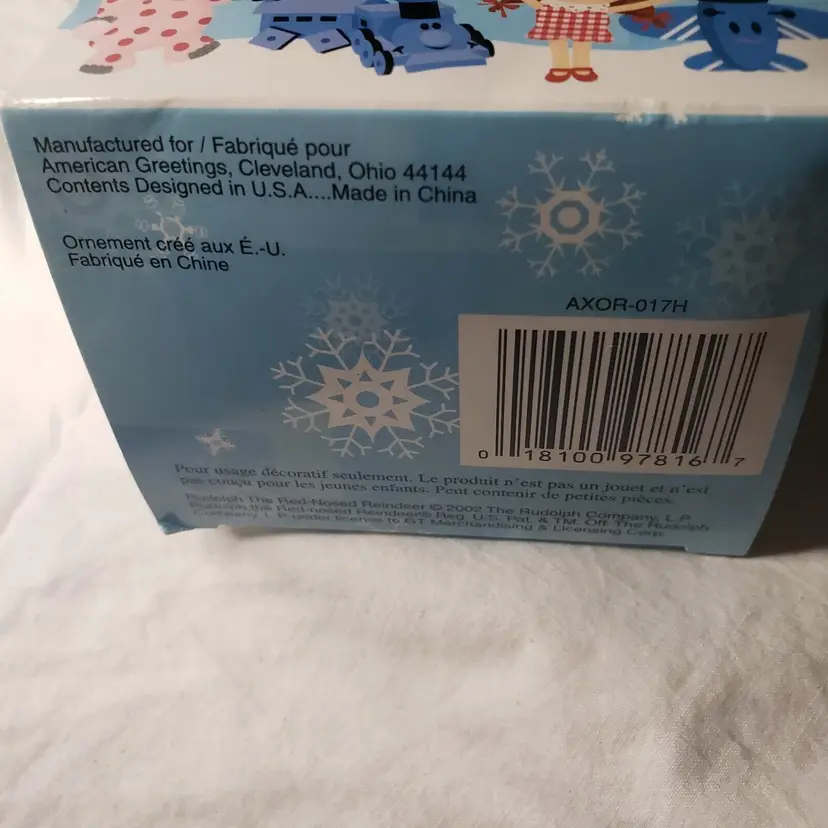 Manufactured for / Fabriqué pour
American Greetings, Cleveland, Ohio 44144
Contents Designed in U.S.A....Made in China
Ornement créé aux É.-U.
Fabriqué en Chine
AXOR-017H
0 18100 97816 7
Pour usage décoratif seulement. Le produit n'est pas un jouet et n'est
pas conçu pour les jeunes enfants. Peut contenir de petites pièces.
Rudolph The Red-Nosed Reindeer © 2002 The Rudolph Company, L.P.
Rudolph the Red-nosed Reindeer® Reg. U.S. Pat. & TM. Off. The Rudolph
Company, L.P. under license to GT Merchandising & Licensing Corp.